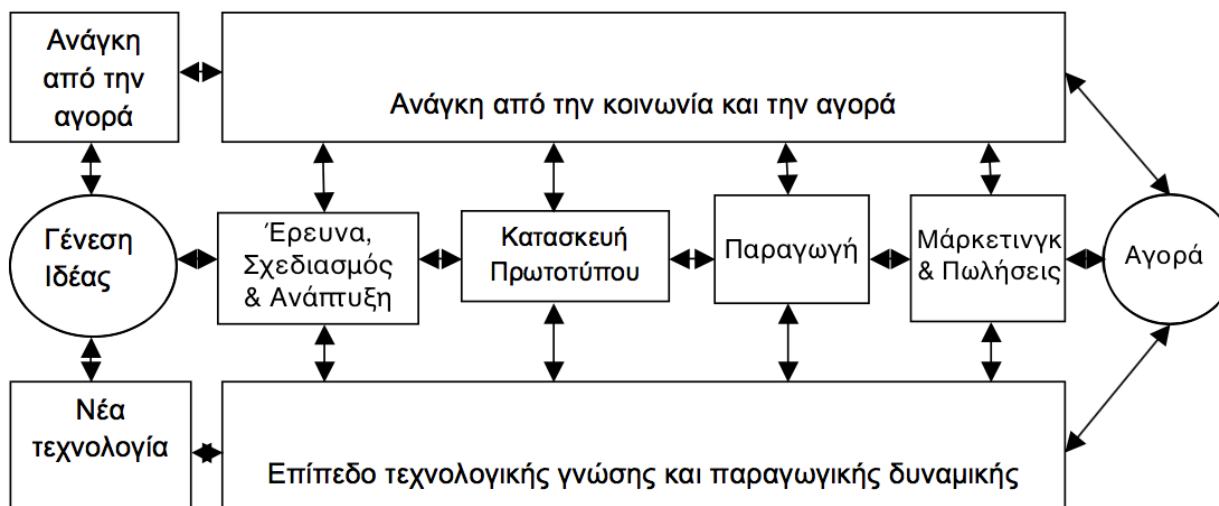 Ανάγκη
από την
αγορά
Ανάγκη από την κοινωνία και την αγορά
Γένεση
Ιδέας
Έρευνα,
Σχεδιασμός
& Ανάπτυξη
Κατασκευή
Πρωτοτύπου
Παραγωγή
Μάρκετινγκ
& Πωλήσεις
Αγορά
Νέα
τεχνολογία
Επίπεδο τεχνολογικής γνώσης και παραγωγικής δυναμικής